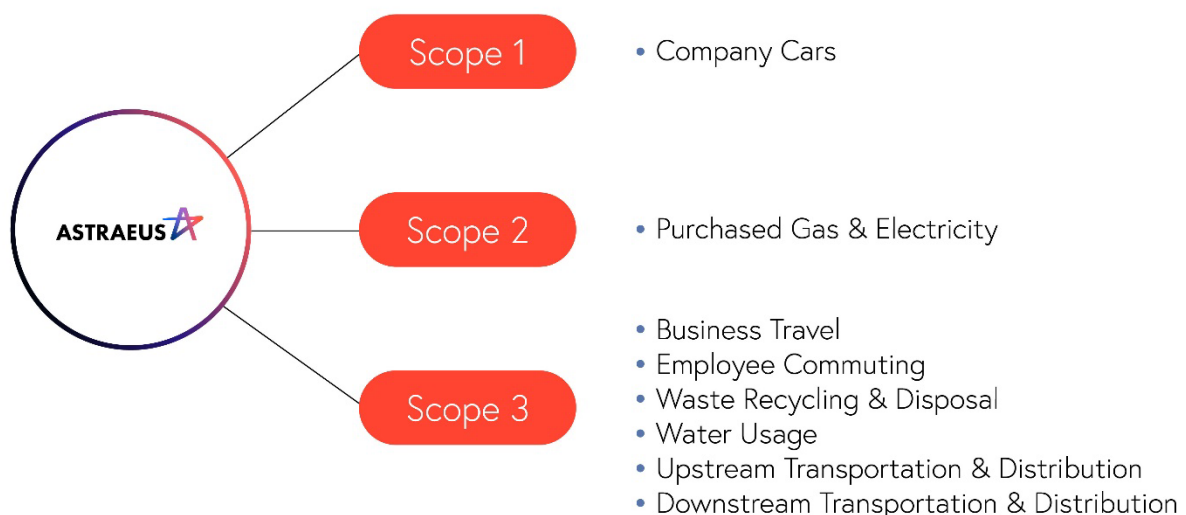 Scope 1
• Company Cars
ASTRAEUS
Scope 2
• Purchased Gas & Electricity
Scope 3
• Business Travel
• Employee Commuting
• Waste Recycling & Disposal
• Water Usage
• Upstream Transportation & Distribution
• Downstream Transportation & Distribution